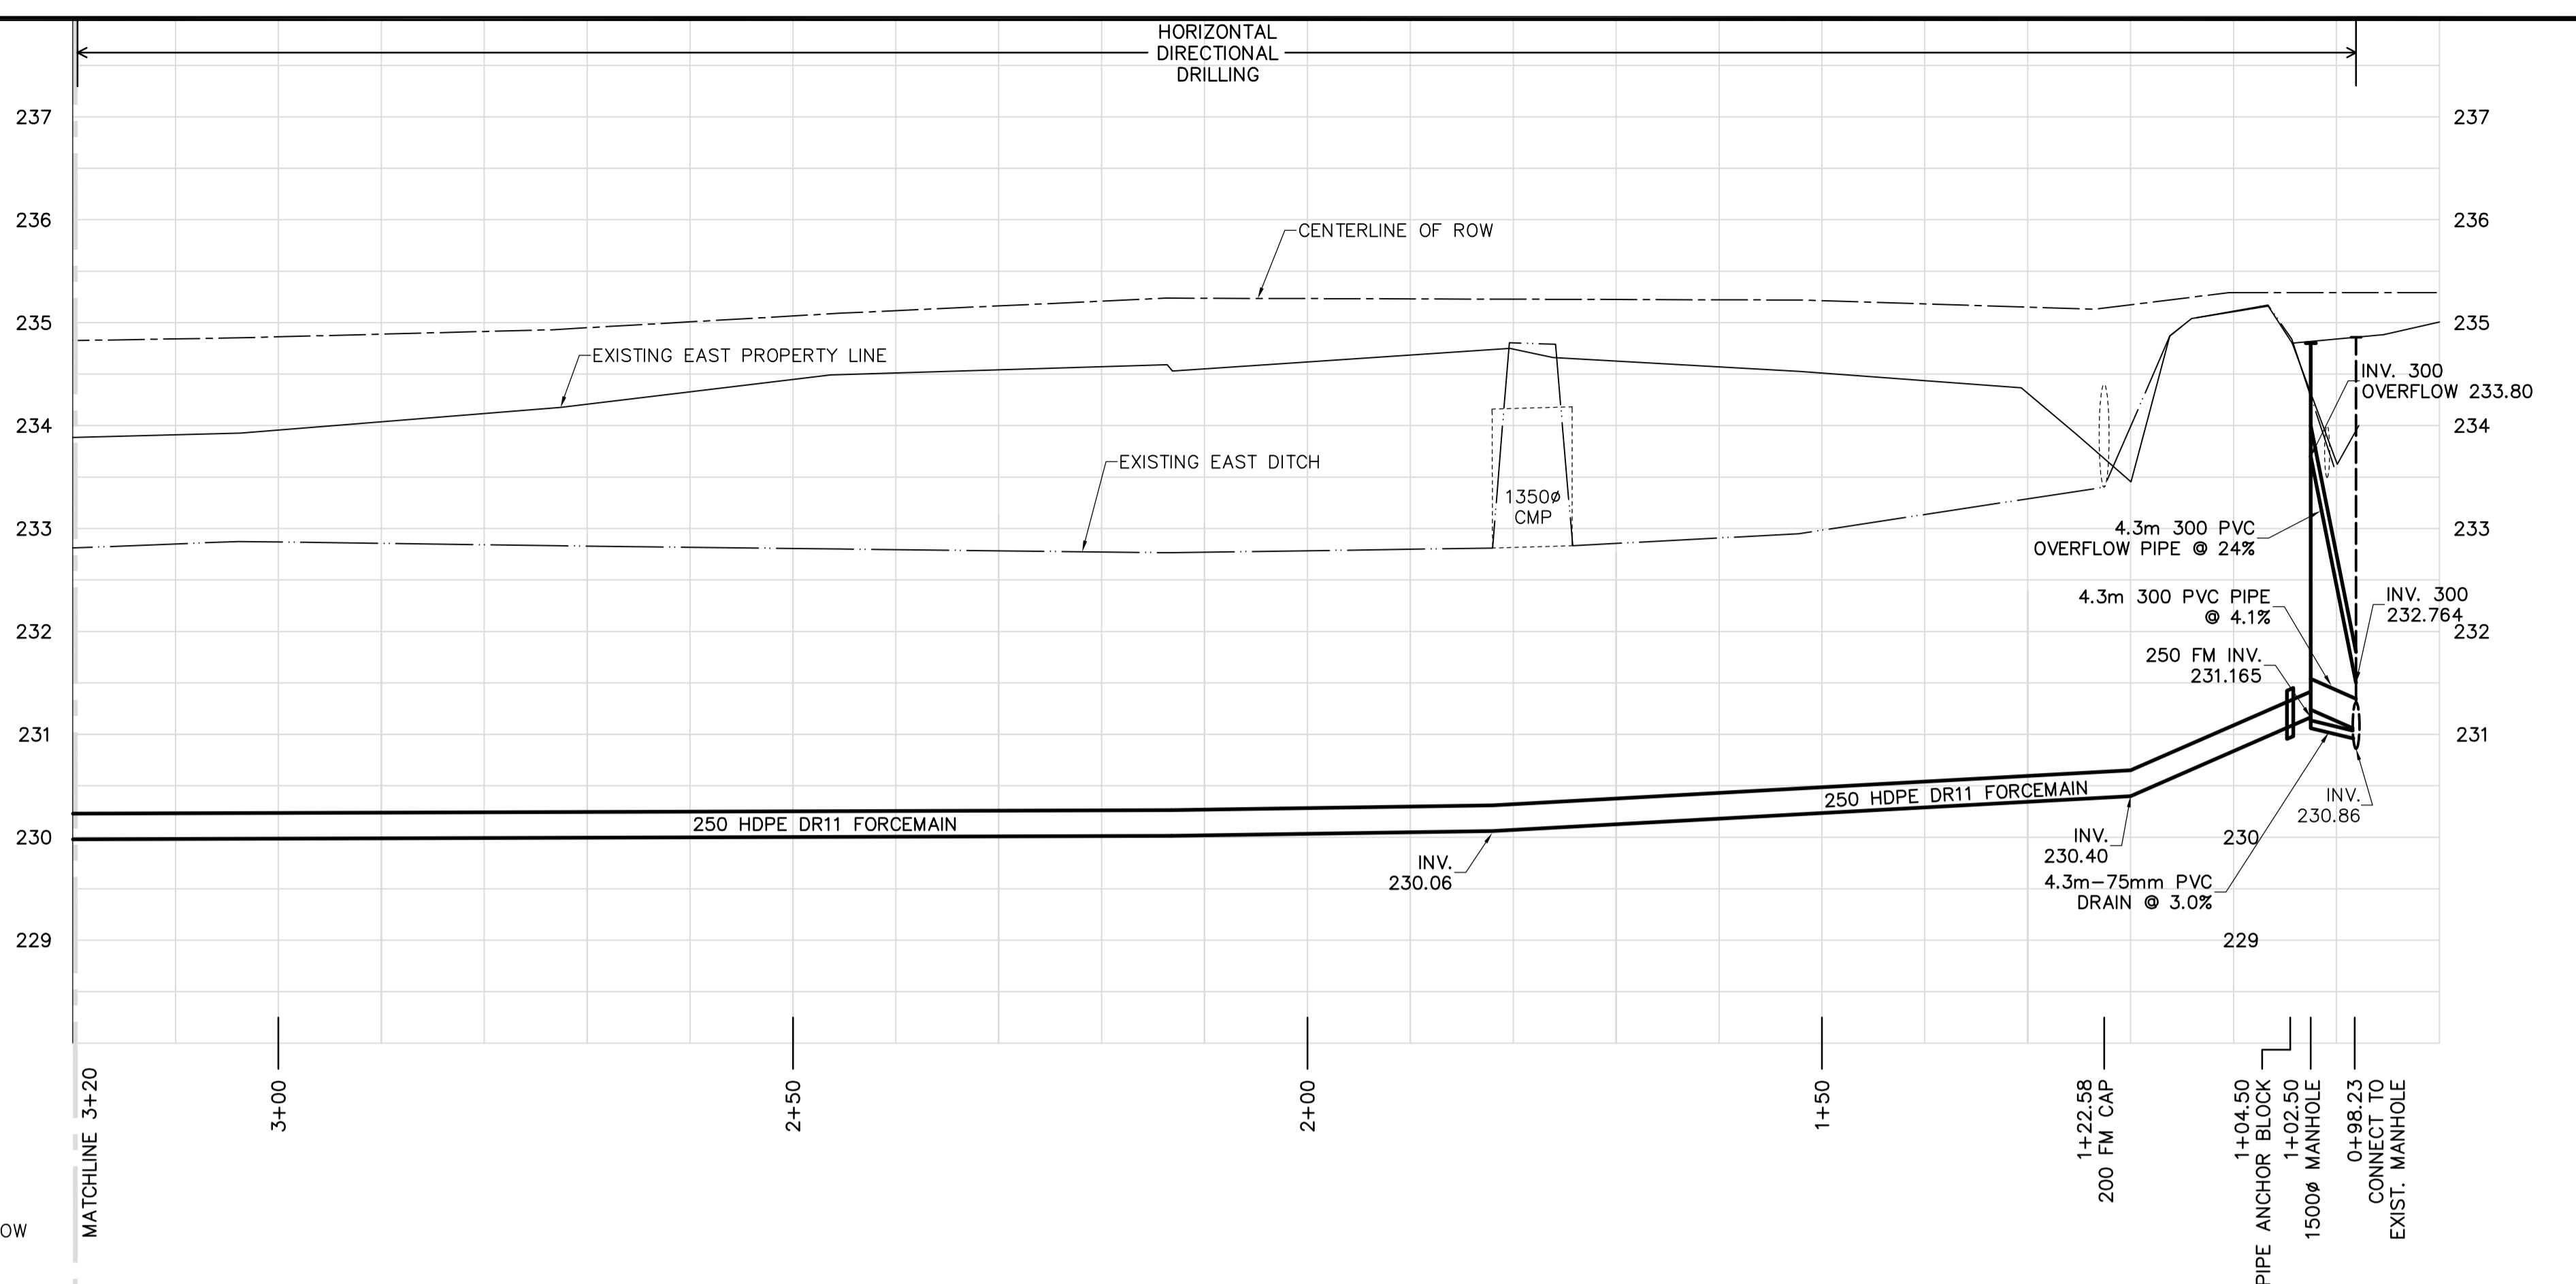 HORIZONTAL
DIRECTIONAL
DRILLING
237
237
236
236
CENTERLINE OF ROW
235
235
EXISTING EAST PROPERTY LINE
INV. 300
OVERFLOW 233.80
234
234
EXISTING EAST DITCH
1350ø
CMP
233
233
4.3m 300 PVC
OVERFLOW PIPE @ 24%
4.3m 300 PVC PIPE
@ 4.1%
INV. 300
232.764
232
232
250 FM INV.
231.165
231
231
250 HDPE DR11 FORCEMAIN
250 HDPE DR11 FORCEMAIN
INV.
230.86
230
230
INV.
230.06
INV.
230.40
4.3m-75mm PVC
DRAIN @ 3.0%
229
229
MATCHLINE 3+20
3+00
2+50
2+00
1+50
1+22.58
200 FM CAP
1+04.50
PIPE ANCHOR BLOCK
1+02.50
1500ø MANHOLE
0+98.23
CONNECT TO
EXIST. MANHOLE
OW